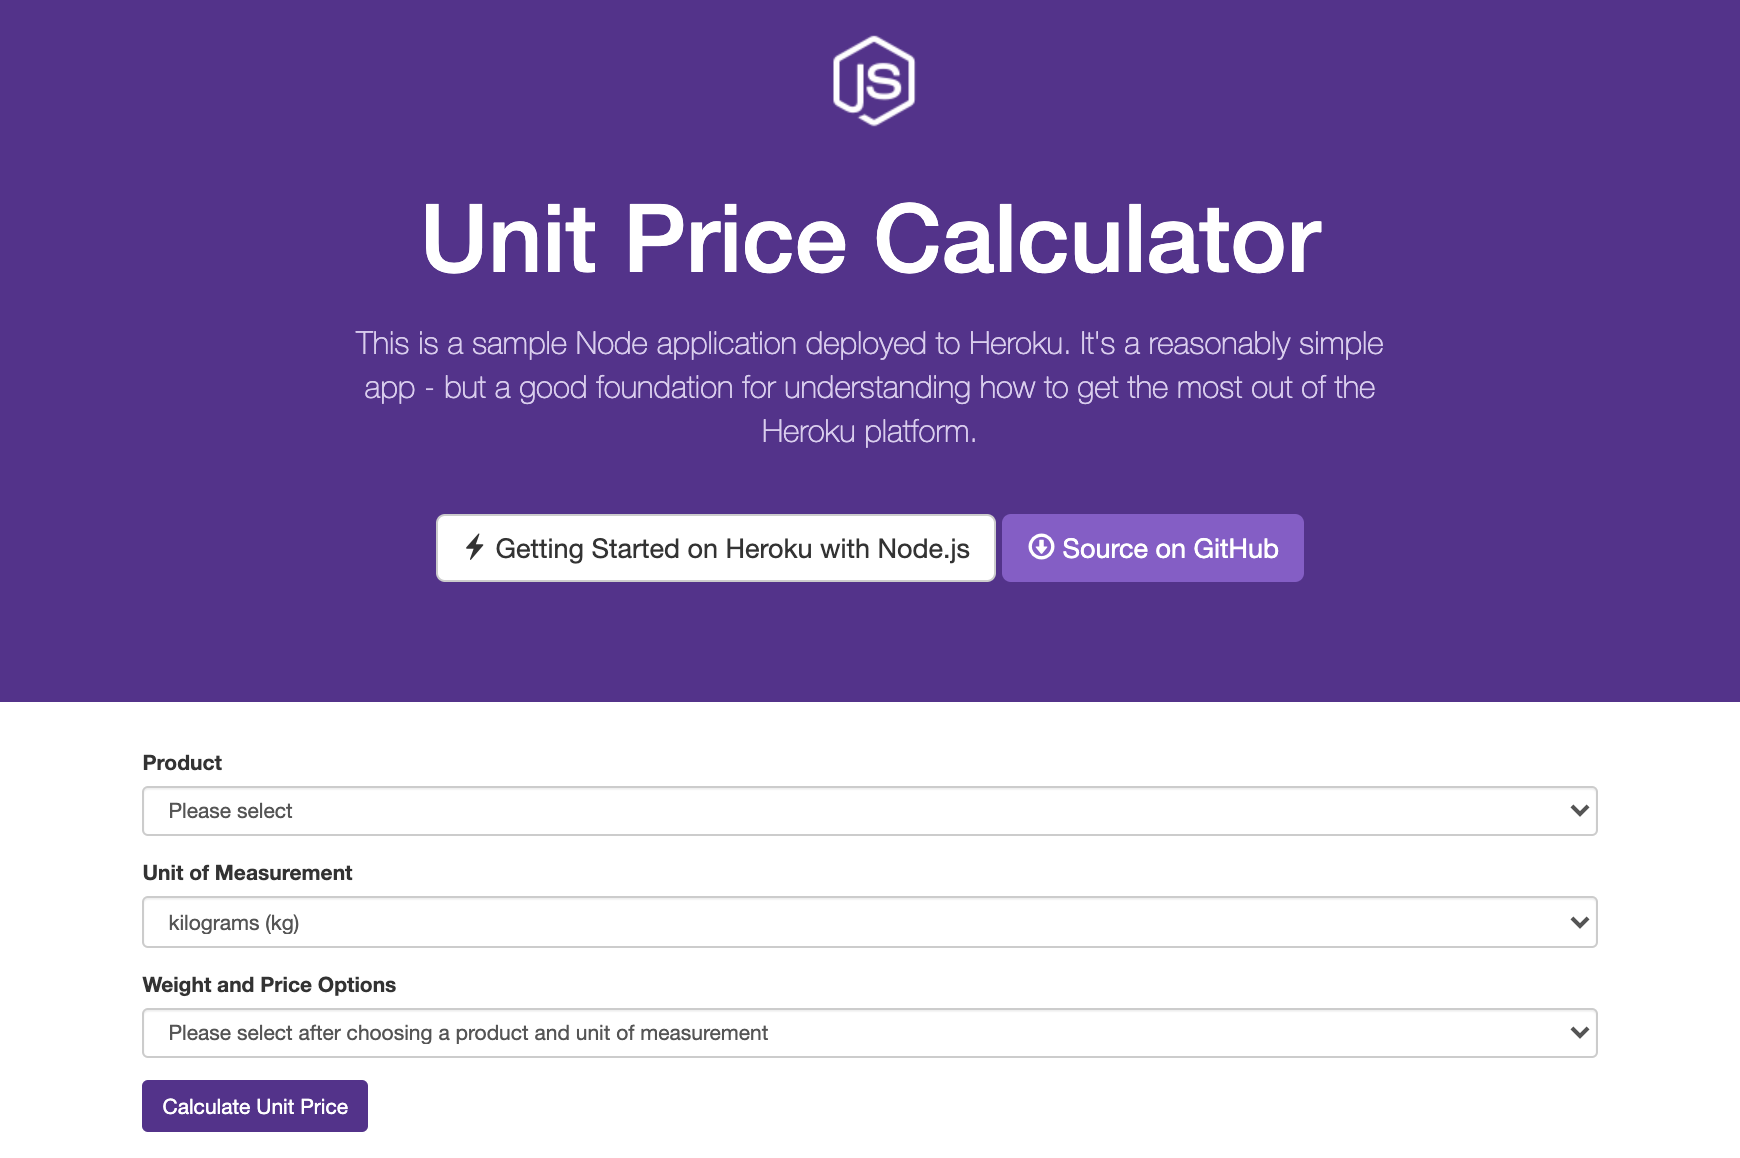 JS
Unit Price Calculator
This is a sample Node application deployed to Heroku. It's a reasonably simple
app - but a good foundation for understanding how to get the most out of the
Heroku platform.
Getting Started on Heroku with Node.js
Source on GitHub
Product
Please select
Unit of Measurement
kilograms (kg)
Weight and Price Options
Please select after choosing a product and unit of measurement
Calculate Unit Price